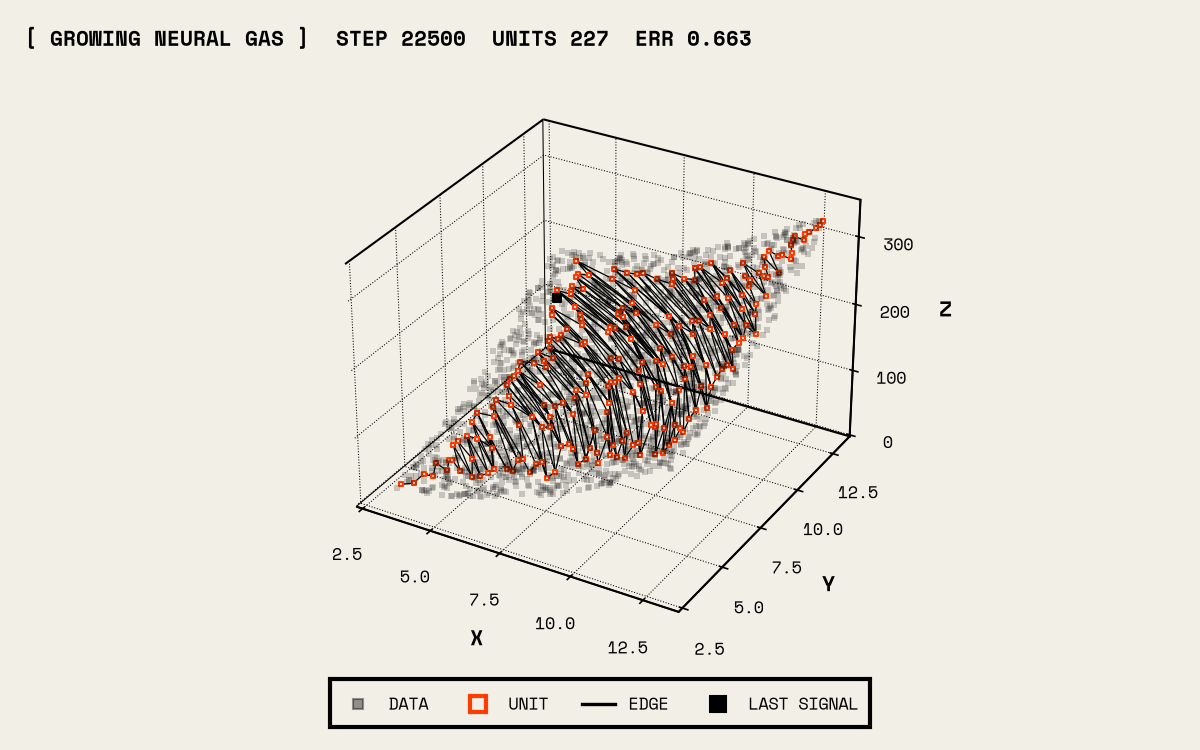 [ GROWING NEURAL GAS ]  STEP 22500  UNITS 227  ERR 0.663
300
200
Z
100
0
12.5
10.0
7.5
Y
5.0
2.5
2.5
5.0
7.5
10.0
12.5
X
DATA  UNIT  EDGE  LAST SIGNAL